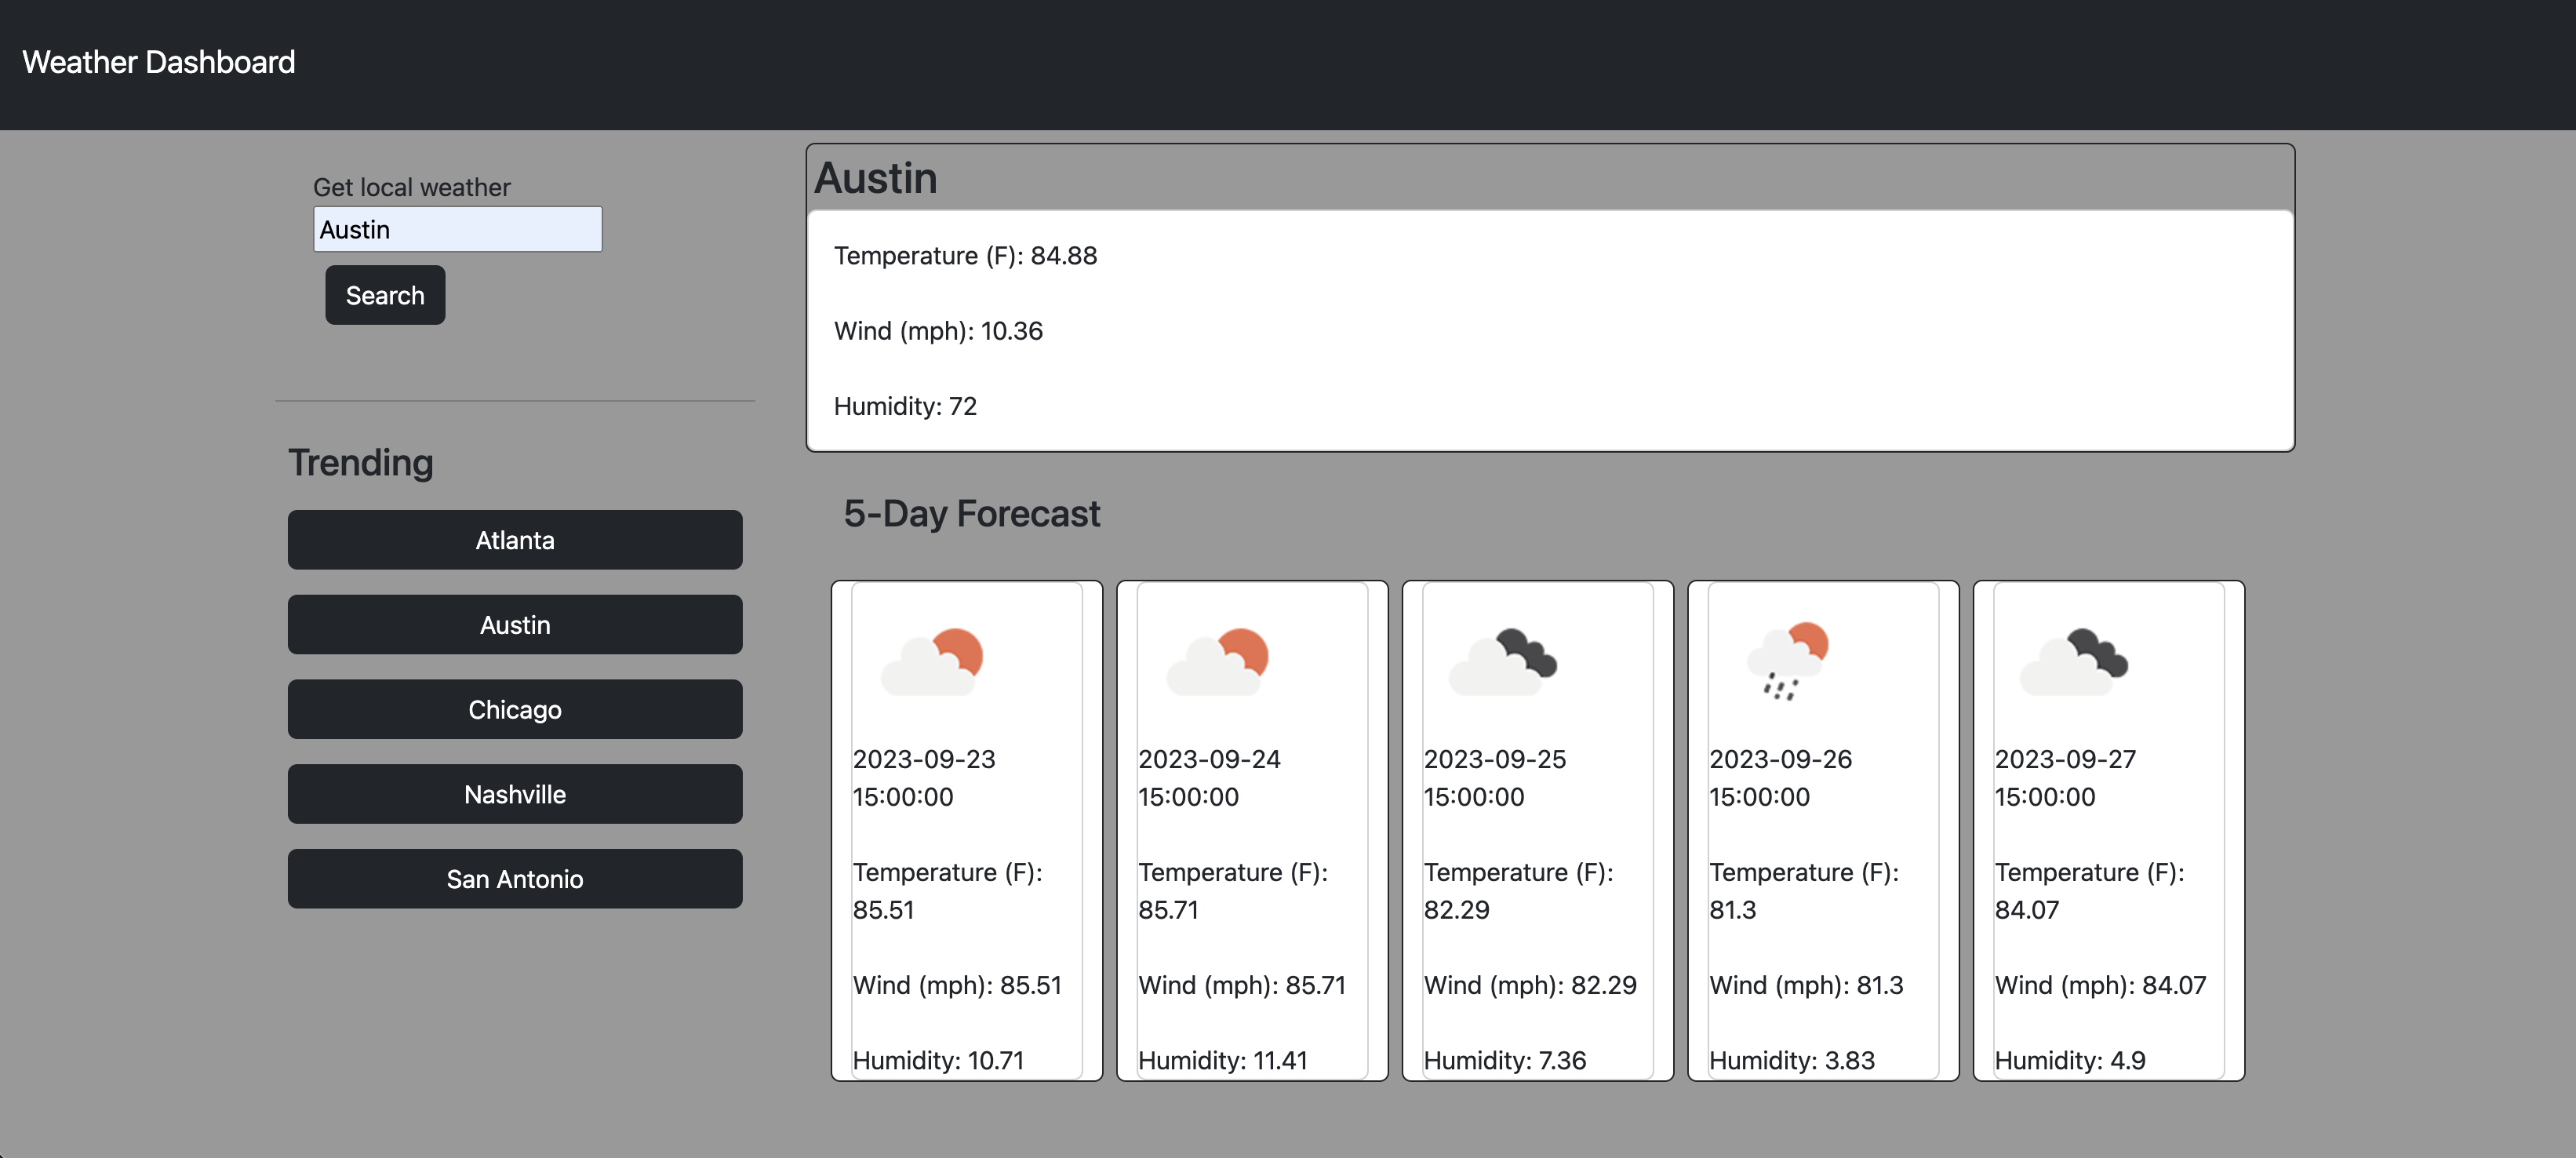 Weather Dashboard
Get local weather
Austin
Search
Trending
Atlanta
Austin
Chicago
Nashville
San Antonio
Austin
Temperature (F): 84.88
Wind (mph): 10.36
Humidity: 72
5-Day Forecast
2023-09-23
15:00:00
Temperature (F):
85.51
Wind (mph): 85.51
Humidity: 10.71
2023-09-24
15:00:00
Temperature (F):
85.71
Wind (mph): 85.71
Humidity: 11.41
2023-09-25
15:00:00
Temperature (F):
82.29
Wind (mph): 82.29
Humidity: 7.36
2023-09-26
15:00:00
Temperature (F):
81.3
Wind (mph): 81.3
Humidity: 3.83
2023-09-27
15:00:00
Temperature (F):
84.07
Wind (mph): 84.07
Humidity: 4.9